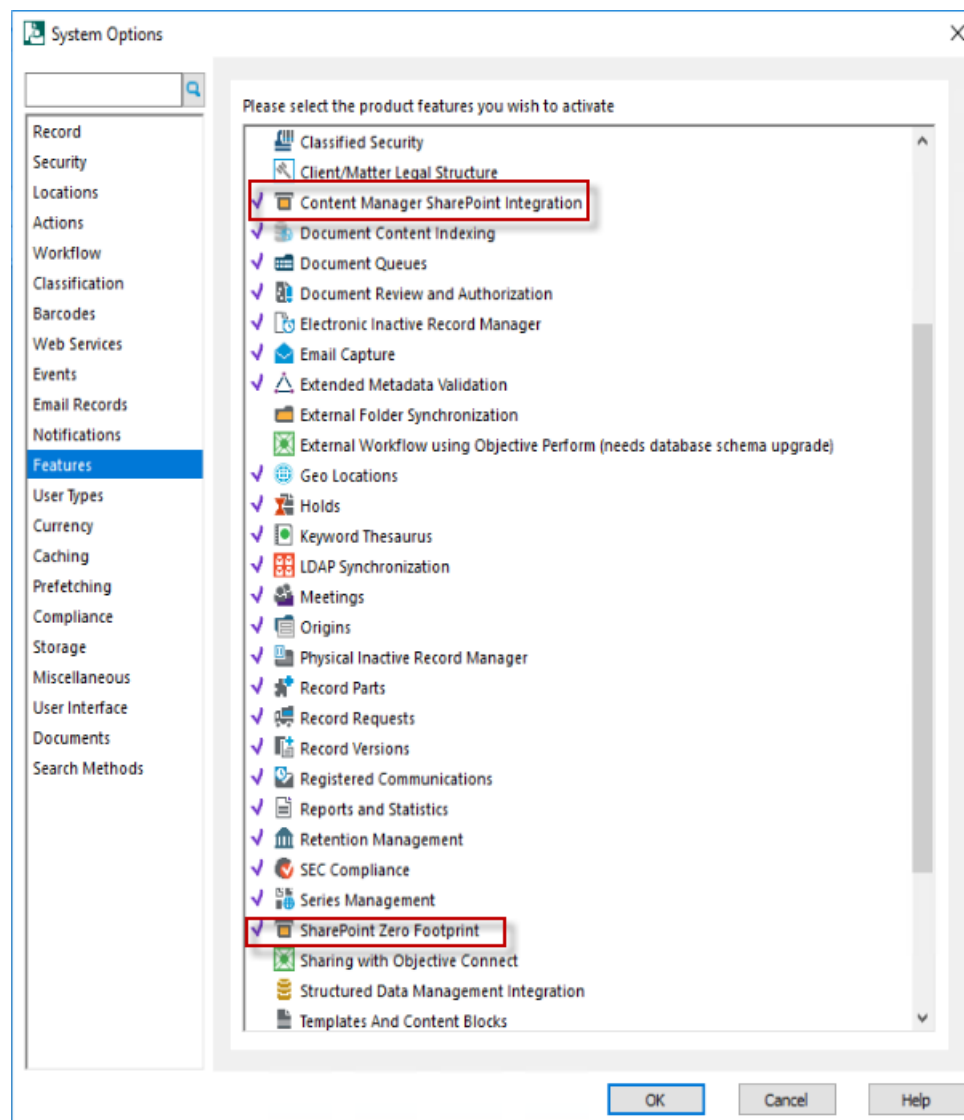 System Options
Please select the product features you wish to activate
Record
Security
Locations
Actions
Workflow
Classification
Barcodes
Web Services
Events
Email Records
Notifications
Features
User Types
Currency
Caching
Prefetching
Compliance
Storage
Miscellaneous
User Interface
Documents
Search Methods
Classified Security
Client/Matter Legal Structure
Content Manager SharePoint Integration
Document Content Indexing
Document Queues
Document Review and Authorization
Electronic Inactive Record Manager
Email Capture
Extended Metadata Validation
External Folder Synchronization
External Workflow using Objective Perform (needs database schema upgrade)
Geo Locations
Holds
Keyword Thesaurus
LDAP Synchronization
Meetings
Origins
Physical Inactive Record Manager
Record Parts
Record Requests
Record Versions
Registered Communications
Reports and Statistics
Retention Management
SEC Compliance
Series Management
SharePoint Zero Footprint
Sharing with Objective Connect
Structured Data Management Integration
Templates And Content Blocks
OK
Cancel
Help